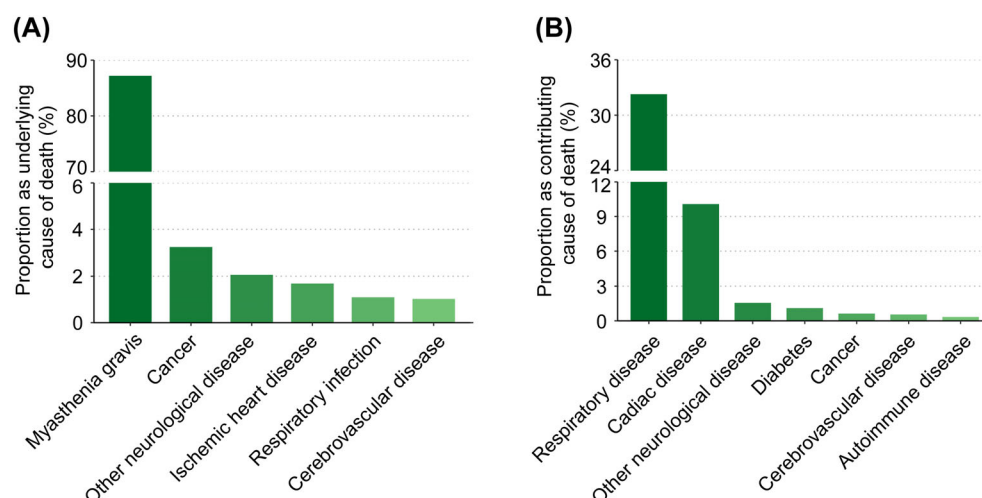 (A)
Proportion as underlying
cause of death (%)
90
80
70
6
4
2
0
Myasthenia gravis
Cancer
Other neurological disease
Ischemic heart disease
Respiratory infection
Cerebrovascular disease
(B)
Proportion as contributing
cause of death (%)
36
32
24
12
9
6
3
0
Respiratory disease
Cadiac disease
Other neurological disease
Diabetes
Cancer
Cerebrovascular disease
Autoimmune disease